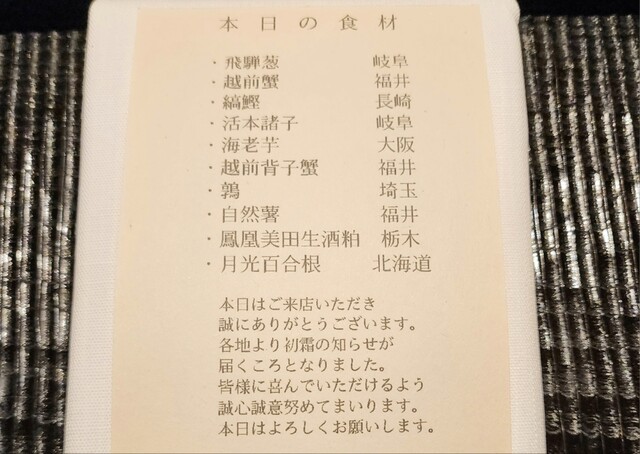 本日の食材
・飛騨葱 岐阜
・越前蟹 福井
・縞鰹 長崎
・活本諸子 岐阜
・海老芋 大阪
・越前背子蟹 福井
・鶉 埼玉
・自然薯 福井
・鳳凰美田生酒粕 栃木
・月光百合根 北海道
本日はご来店いただき
誠にありがとうございます。
各地より初霜の知らせが
届くころとなりました。
皆様に喜んでいただけるよう
誠心誠意努めてまいります。
本日はよろしくお願いします。